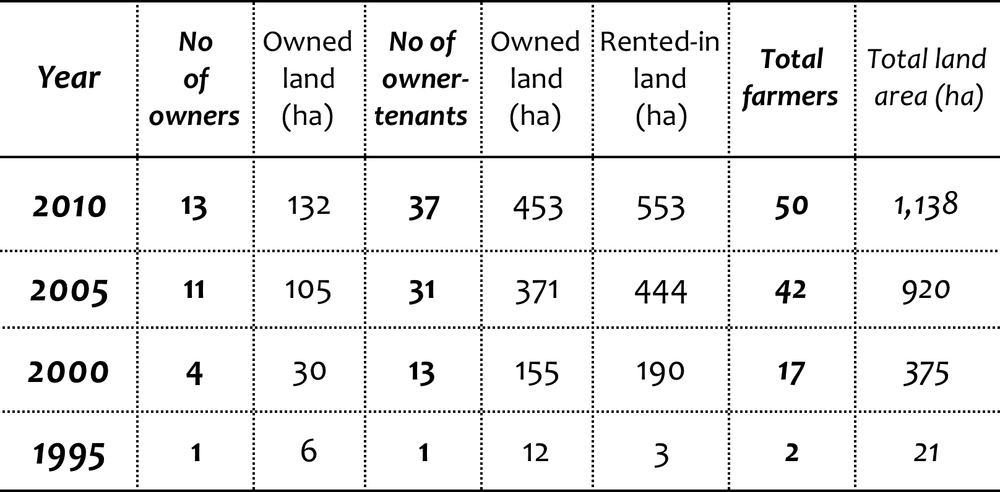 Year No of owners Owned land (ha) No of owner-tenants Owned land (ha) Rented-in land (ha) Total farmers Total land area (ha)
2010 13 132 37 453 553 50 1,138
2005 11 105 31 371 444 42 920
2000 4 30 13 155 190 17 375
1995 1 6 1 12 3 2 21